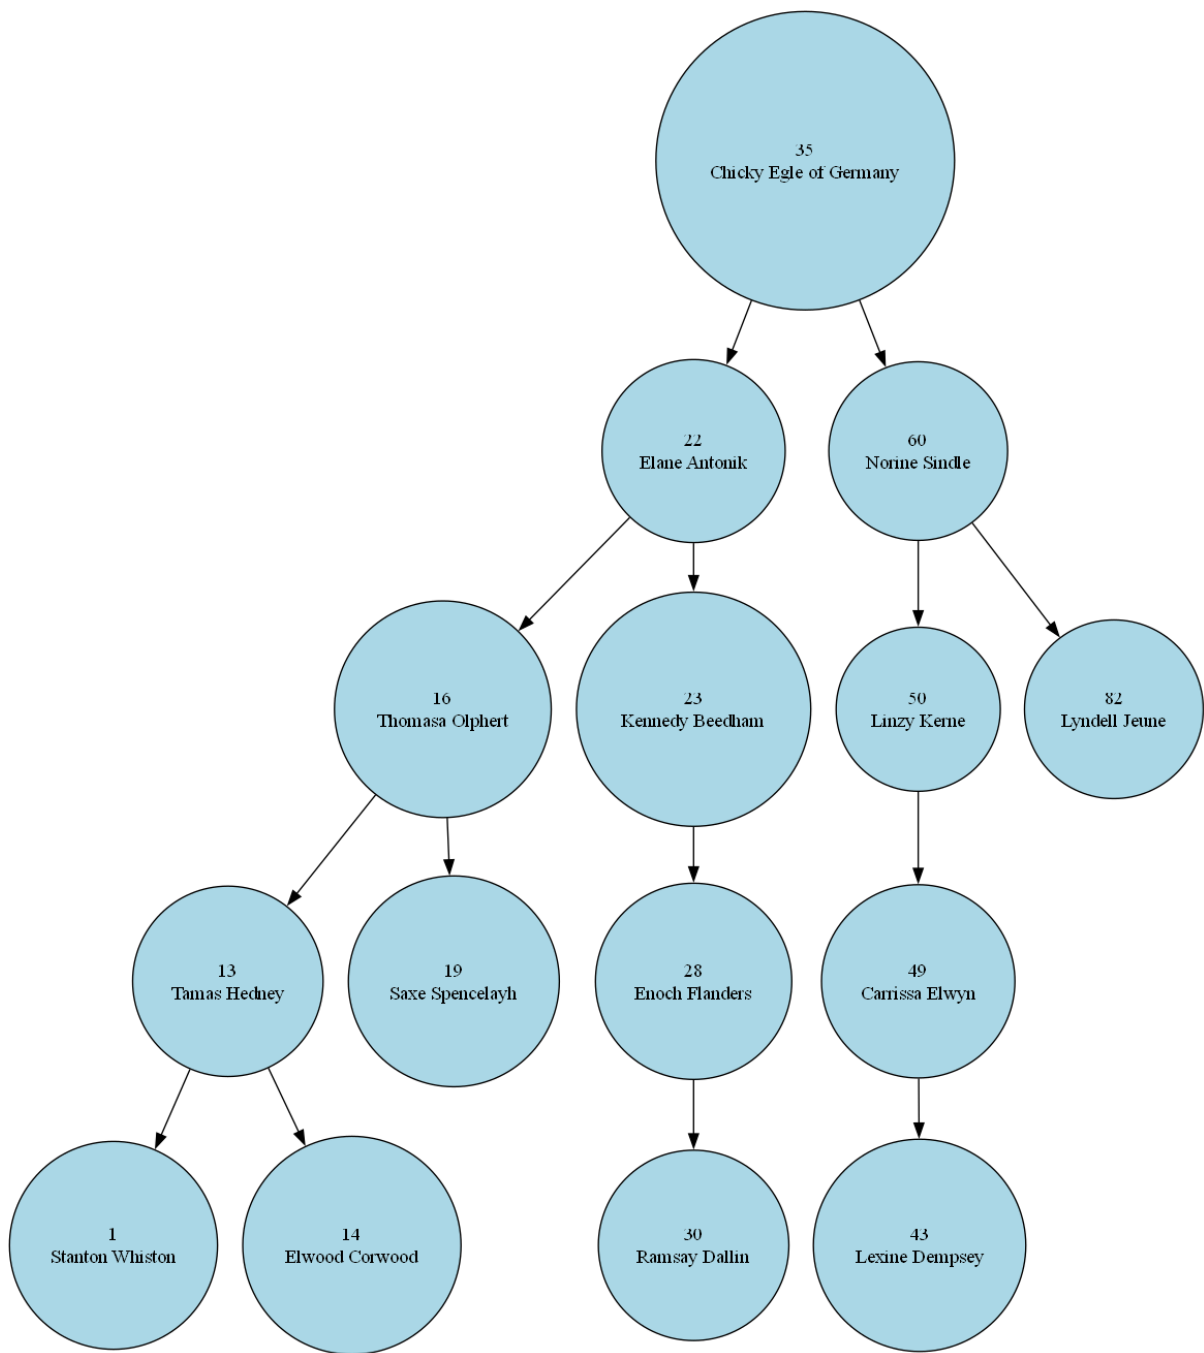 35
Chicky Egle of Germany
22
Elane Antonik
60
Norine Sindle
16
Thomasa Olphert
23
Kennedy Beedham
50
Linzy Kerne
82
Lyndell Jeune
13
Tamas Hedney
19
Saxe Spencelayh
28
Enoch Flanders
49
Carrissa Elwyn
1
Stanton Whiston
14
Elwood Corwood
30
Ramsay Dallin
43
Lexine Dempsey